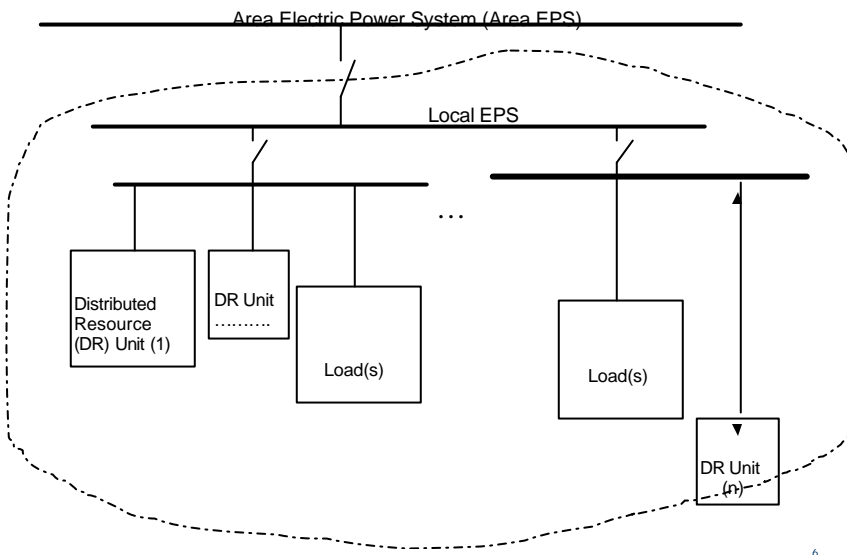 Area Electric Power System (Area EPS)
Local EPS
...
Distributed
Resource
(DR) Unit (1)
DR Unit
..........
Load(s)
Load(s)
DR Unit
(n)
6